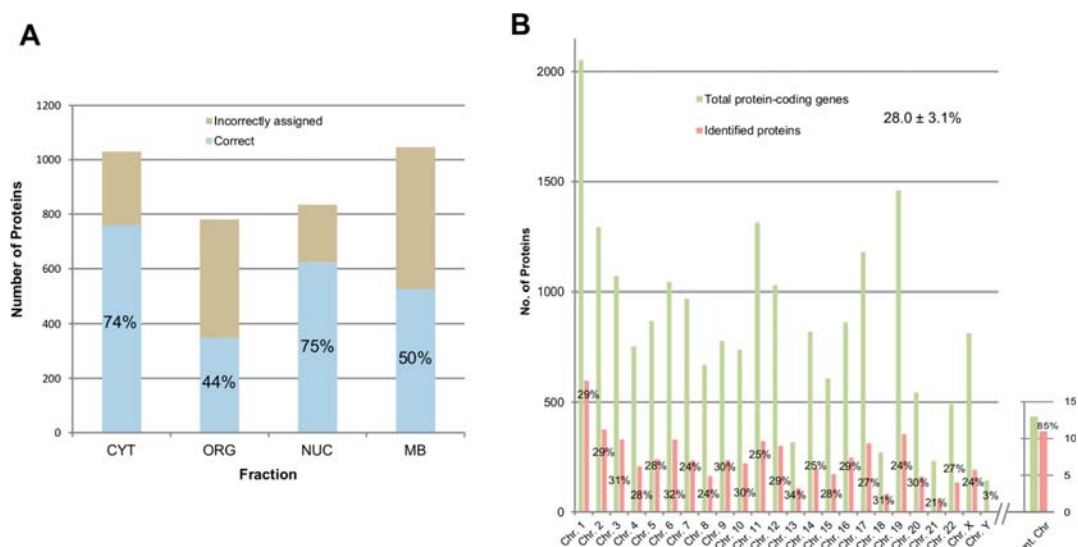 A
1200
1000
800
600
400
200
0
Number of Proteins
Incorrectly assigned
Correct
74%
44%
75%
50%
CYT ORG NUC MB
Fraction
B
2000
1500
1000
500
0
No. of Proteins
Total protein-coding genes
Identified proteins
28.0 ± 3.1%
29%
29%
31%
28%
28%
32%
24%
24%
30%
30%
25%
29%
34%
25%
28%
29%
27%
31%
24%
30%
21%
27%
24%
3%
85%
15
10
5
0
Chr. 1
Chr. 2
Chr. 3
Chr. 4
Chr. 5
Chr. 6
Chr. 7
Chr. 8
Chr. 9
Chr. 10
Chr. 11
Chr. 12
Chr. 13
Chr. 14
Chr. 15
Chr. 16
Chr. 17
Chr. 18
Chr. 19
Chr. 20
Chr. 21
Chr. 22
Chr. X
Chr. Y
Chr